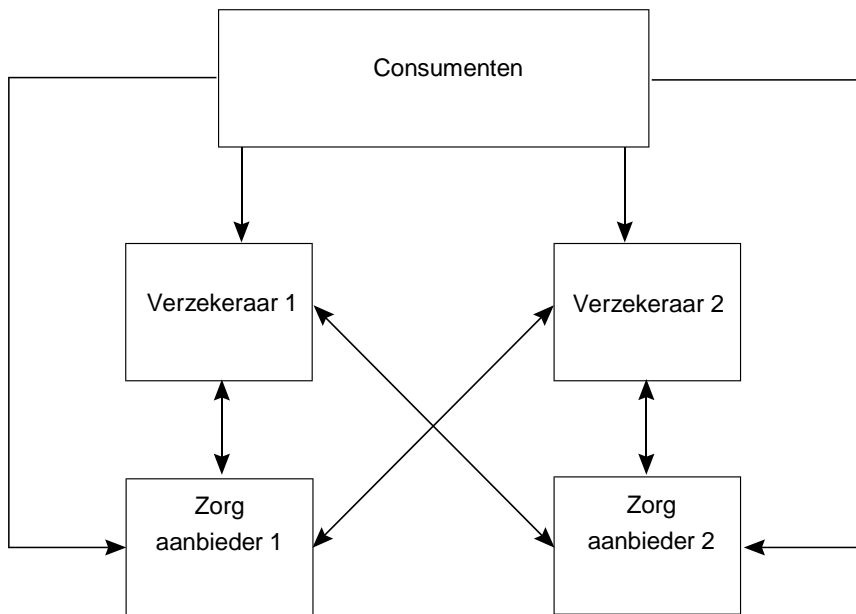 Consumenten
Verzekeraar 1
Verzekeraar 2
Zorg
aanbieder 1
Zorg
aanbieder 2